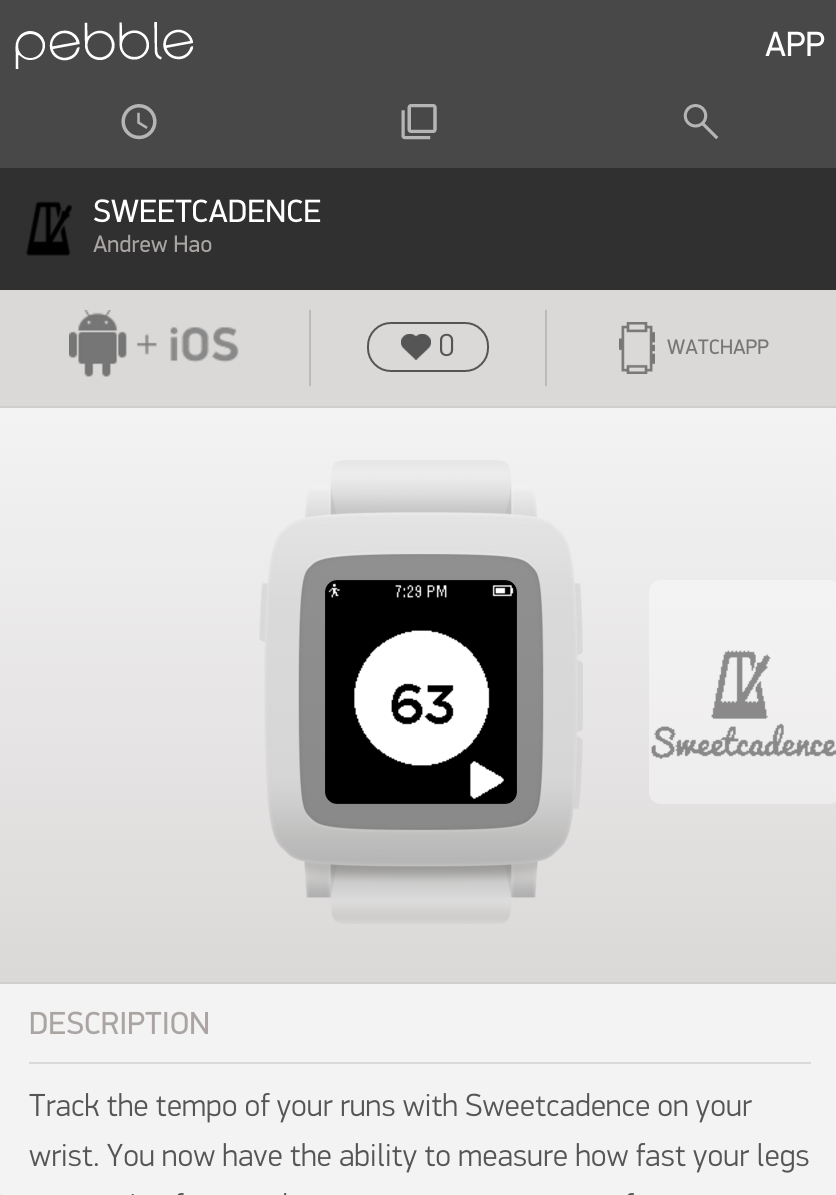 pebble
APP
SWEETCADENCE
Andrew Hao
+ iOS
0
WATCHAPP
7:29 PM
63
Sweetcadence
DESCRIPTION
Track the tempo of your runs with Sweetcadence on your
wrist. You now have the ability to measure how fast your legs